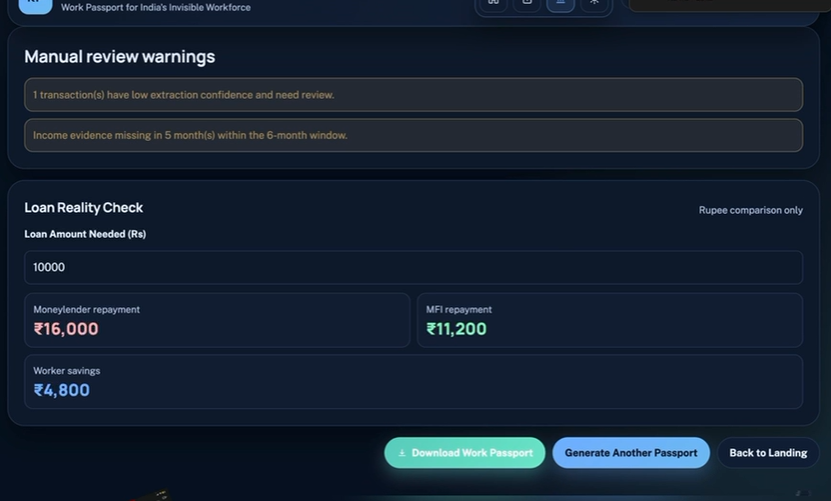 Work Passport for India's Invisible Workforce
Manual review warnings
1 transaction(s) have low extraction confidence and need review.
Income evidence missing in 5 month(s) within the 6-month window.
Loan Reality Check
Rupee comparison only
Loan Amount Needed (Rs)
10000
Moneylender repayment
MFI repayment
₹16,000
₹11,200
Worker savings
₹4,800
Download Work Passport
Generate Another Passport
Back to Landing